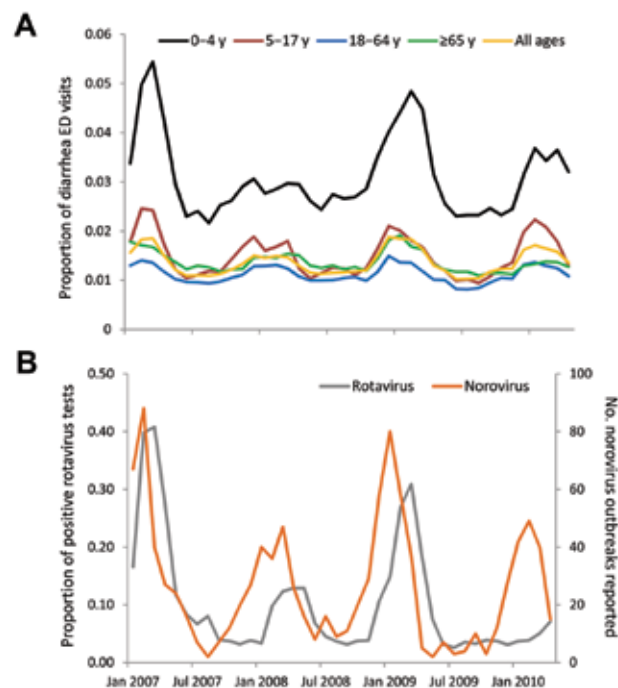 A
0.06
0–4 y 5–17 y 18–64 y ≥65 y All ages
0.05
0.04
0.03
0.02
0.01
0
Proportion of diarrhea ED visits
B
0.50
100
Rotavirus Norovirus
0.40
80
0.30
60
0.20
40
0.10
20
0.00
0
Proportion of positive rotavirus tests
No. norovirus outbreaks reported
Jan 2007 Jul 2007 Jan 2008 Jul 2008 Jan 2009 Jul 2009 Jan 2010